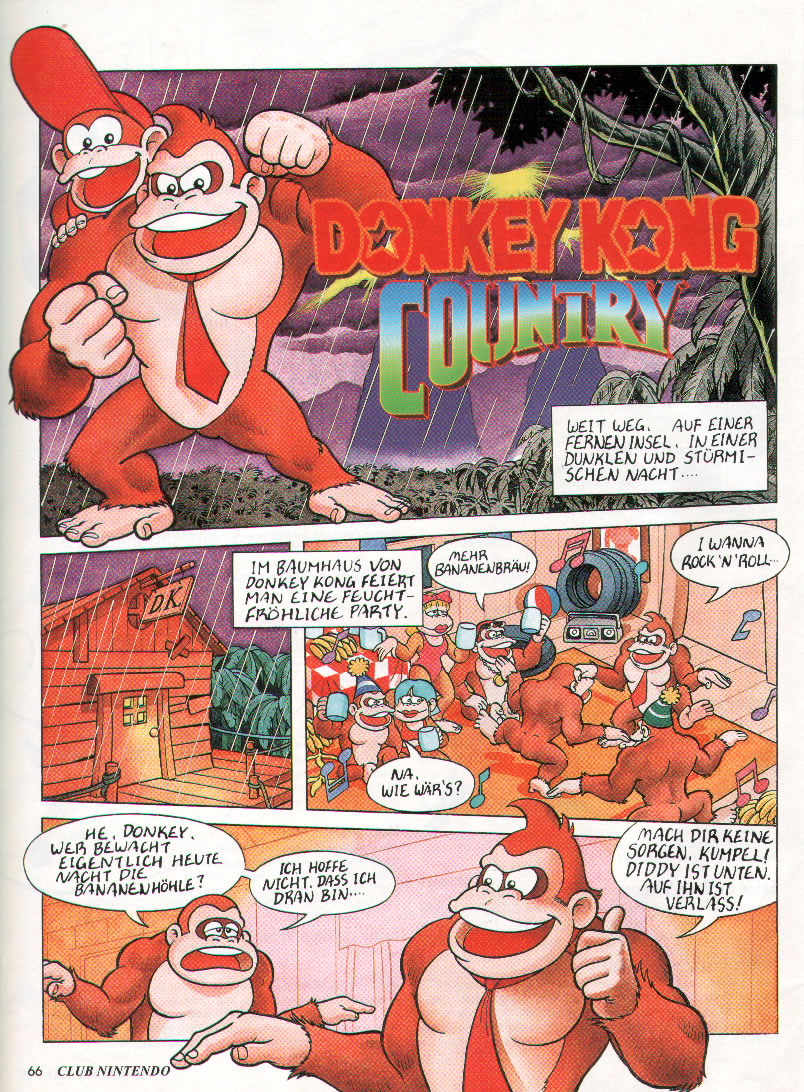 DONKEY KONG
COUNTRY
WEIT WEG. AUF EINER
FERNEN INSEL. IN EINER
DUNKLEN UND STÜRMI-
SCHEN NACHT....
IM BAUMHAUS VON
DONKEY KONG FEIERT
MAN EINE FEUCHT-
FRÖHLICHE PARTY.
D.K.
MEHR
BANANENBRÄU!
I WANNA
ROCK'N'ROLL...
NA,
WIE WÄR'S?
HE, DONKEY.
WER BEWACHT
EIGENTLICH HEUTE
NACHT DIE
BANANENHÖHLE?
ICH HOFFE
NICHT, DASS ICH
DRAN BIN....
MACH DIR KEINE
SORGEN, KUMPEL!
DIDDY IST UNTEN.
AUF IHN IST
VERLASS!
66 CLUB NINTENDO